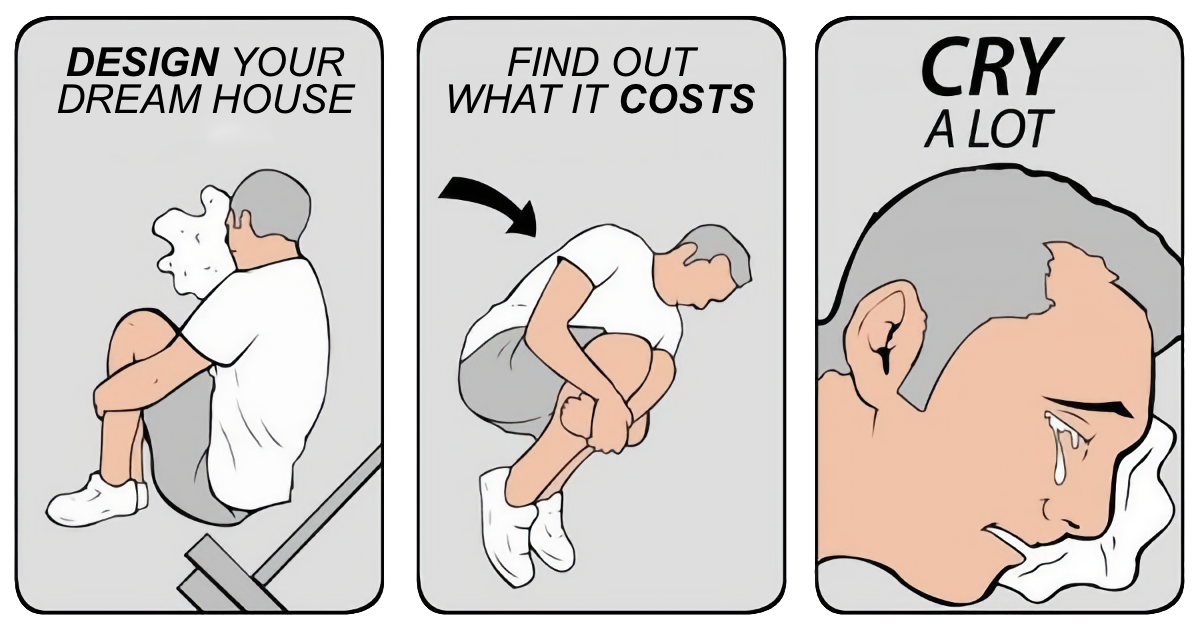 DESIGN YOUR
DREAM HOUSE
FIND OUT
WHAT IT COSTS
CRY
A LOT